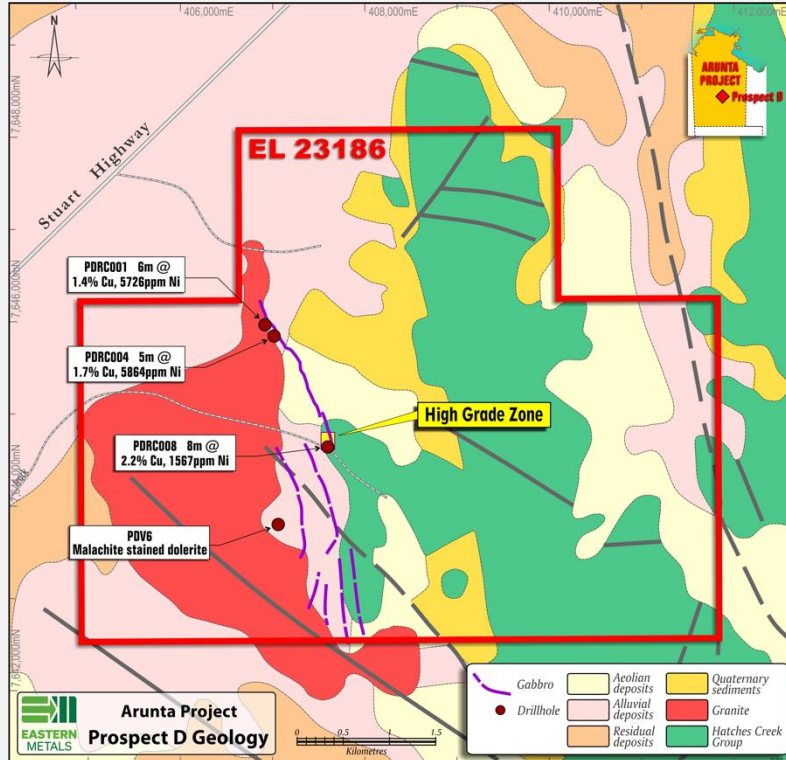 406,000mE
408,000mE
410,000mE
412,000mE
N
7,648,000mN
7,646,000mN
7,642,000mN
ARUNTA
PROJECT
Prospect D
EL 23186
Stuart Highway
PDRC001 6m @
1.4% Cu, 5726ppm Ni
PDRC004 5m @
1.7% Cu, 5864ppm Ni
High Grade Zone
PDRC008 8m @
2.2% Cu, 1567ppm Ni
PDV6
Malachite stained dolerite
EASTERN
METALS
Arunta Project
Prospect D Geology
0 0.5 1 1.5
Kilometres
Gabbro
Drillhole
Aeolian
deposits
Alluvial
deposits
Residual
deposits
Quaternary
sediments
Granite
Hatches Creek
Group